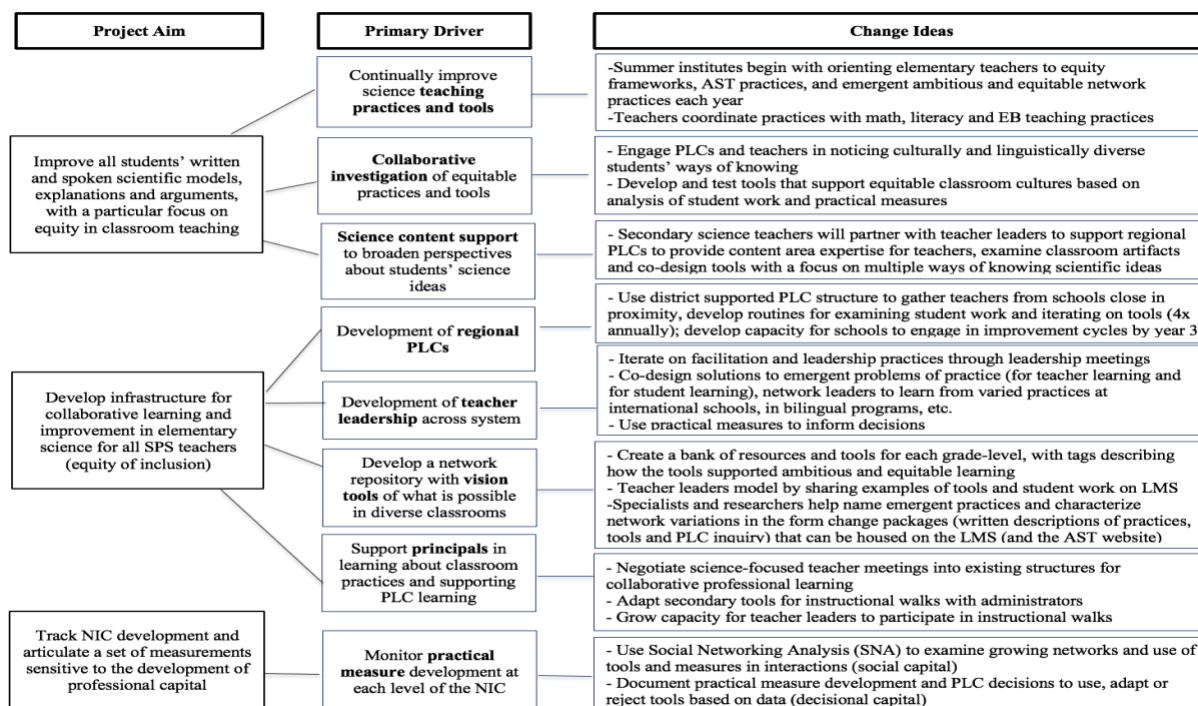 Project Aim
Primary Driver
Change Ideas
Continually improve
science teaching
practices and tools
-Summer institutes begin with orienting elementary teachers to equity
frameworks, AST practices, and emergent ambitious and equitable network
practices each year
-Teachers coordinate practices with math, literacy and EB teaching practices
Improve all students' written
and spoken scientific models,
explanations and arguments,
with a particular focus on
equity in classroom teaching
Collaborative
investigation of equitable
practices and tools
- Engage PLCs and teachers in noticing culturally and linguistically diverse
students' ways of knowing
- Develop and test tools that support equitable classroom cultures based on
analysis of student work and practical measures
Science content support
to broaden perspectives
about students' science
ideas
- Secondary science teachers will partner with teacher leaders to support regional
PLCs to provide content area expertise for teachers, examine classroom artifacts
and co-design tools with a focus on multiple ways of knowing scientific ideas
Development of regional
PLCs
- Use district supported PLC structure to gather teachers from schools close in
proximity, develop routines for examining student work and iterating on tools (4x
annually); develop capacity for schools to engage in improvement cycles by year 3
Develop infrastructure for
collaborative learning and
improvement in elementary
science for all SPS teachers
(equity of inclusion)
Development of teacher
leadership across system
- Iterate on facilitation and leadership practices through leadership meetings
- Co-design solutions to emergent problems of practice (for teacher learning and
for student learning), network leaders to learn from varied practices at
international schools, in bilingual programs, etc.
- Use practical measures to inform decisions
Develop a network
repository with vision
tools of what is possible
in diverse classrooms
- Create a bank of resources and tools for each grade-level, with tags describing
how the tools supported ambitious and equitable learning
- Teacher leaders model by sharing examples of tools and student work on LMS
-Specialists and researchers help name emergent practices and characterize
network variations in the form change packages (written descriptions of practices,
tools and PLC inquiry) that can be housed on the LMS (and the AST website)
Support principals in
learning about classroom
practices and supporting
PLC learning
- Negotiate science-focused teacher meetings into existing structures for
collaborative professional learning
- Adapt secondary tools for instructional walks with administrators
- Grow capacity for teacher leaders to participate in instructional walks
Track NIC development and
articulate a set of measurements
sensitive to the development of
professional capital
Monitor practical
measure development at
each level of the NIC
- Use Social Networking Analysis (SNA) to examine growing networks and use of
tools and measures in interactions (social capital)
- Document practical measure development and PLC decisions to use, adapt or
reject tools based on data (decisional capital)